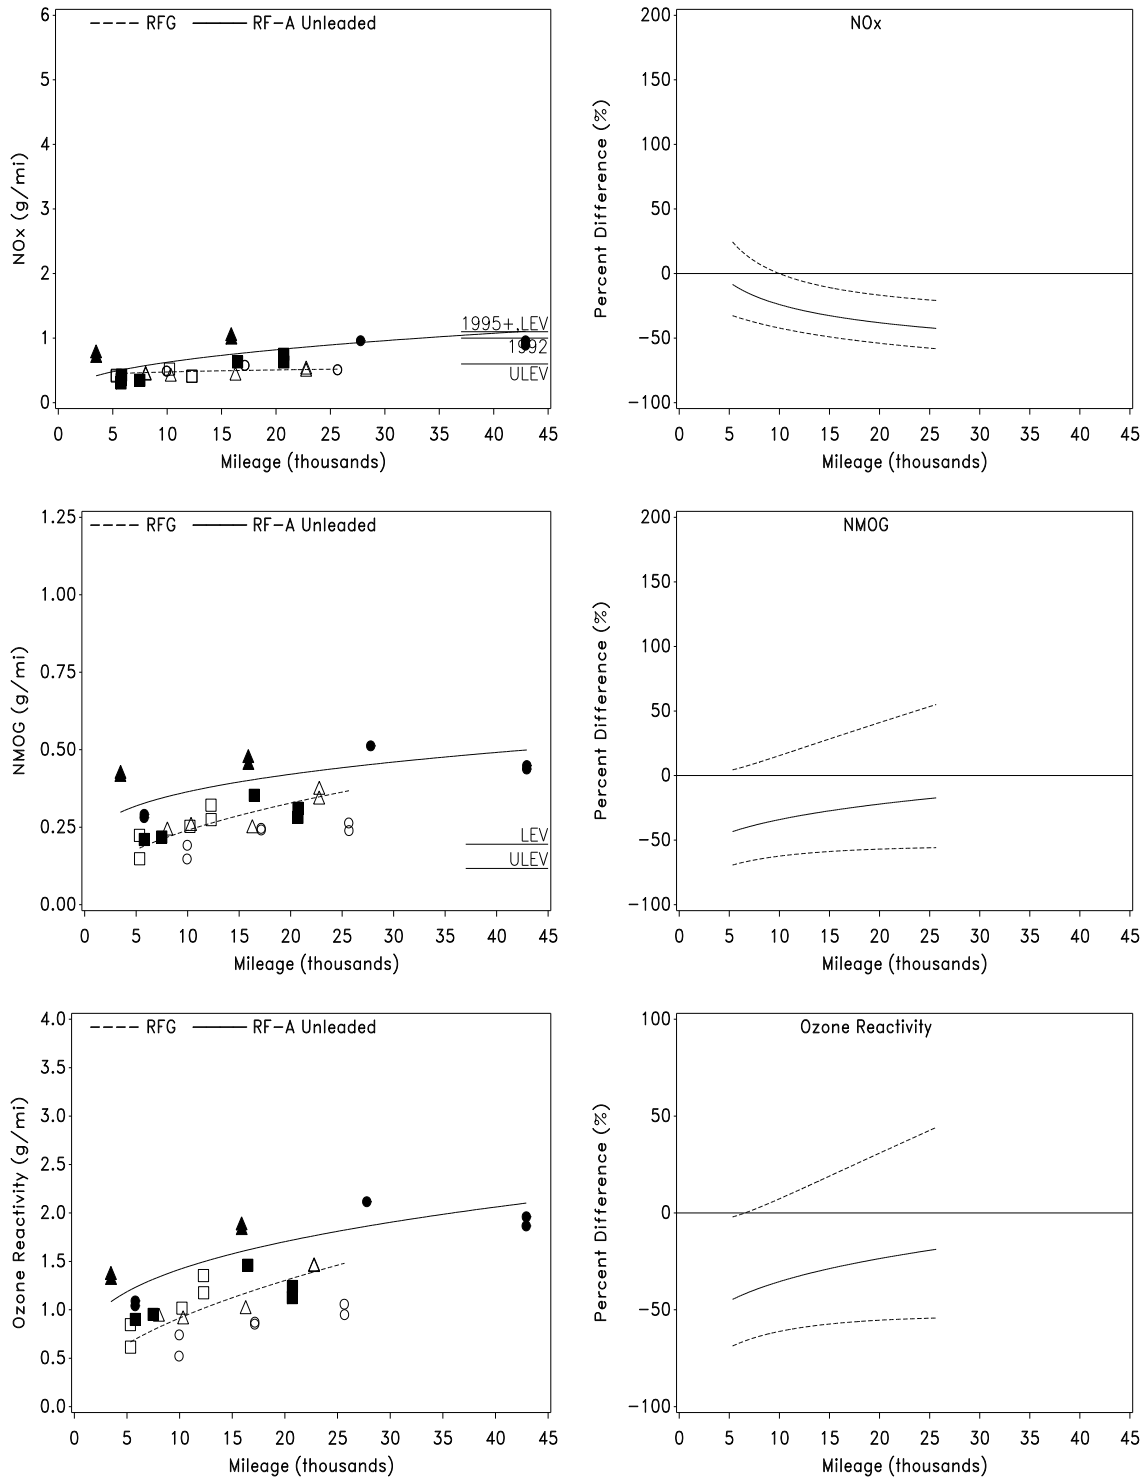 RFG RF-A Unleaded
6
5
4
3
2
1
0
NOx (g/mi)
1995+,LEV
1992
ULEV
0 5 10 15 20 25 30 35 40 45
Mileage (thousands)
NOx
200
150
100
50
0
-50
-100
Percent Difference (%)
0 5 10 15 20 25 30 35 40 45
Mileage (thousands)
RFG RF-A Unleaded
1.25
1.00
0.75
0.50
0.25
0.00
NMOG (g/mi)
LEV
ULEV
0 5 10 15 20 25 30 35 40 45
Mileage (thousands)
NMOG
200
150
100
50
0
-50
-100
Percent Difference (%)
0 5 10 15 20 25 30 35 40 45
Mileage (thousands)
RFG RF-A Unleaded
4.0
3.5
3.0
2.5
2.0
1.5
1.0
0.5
0.0
Ozone Reactivity (g/mi)
0 5 10 15 20 25 30 35 40 45
Mileage (thousands)
Ozone Reactivity
100
50
0
-50
-100
Percent Difference (%)
0 5 10 15 20 25 30 35 40 45
Mileage (thousands)